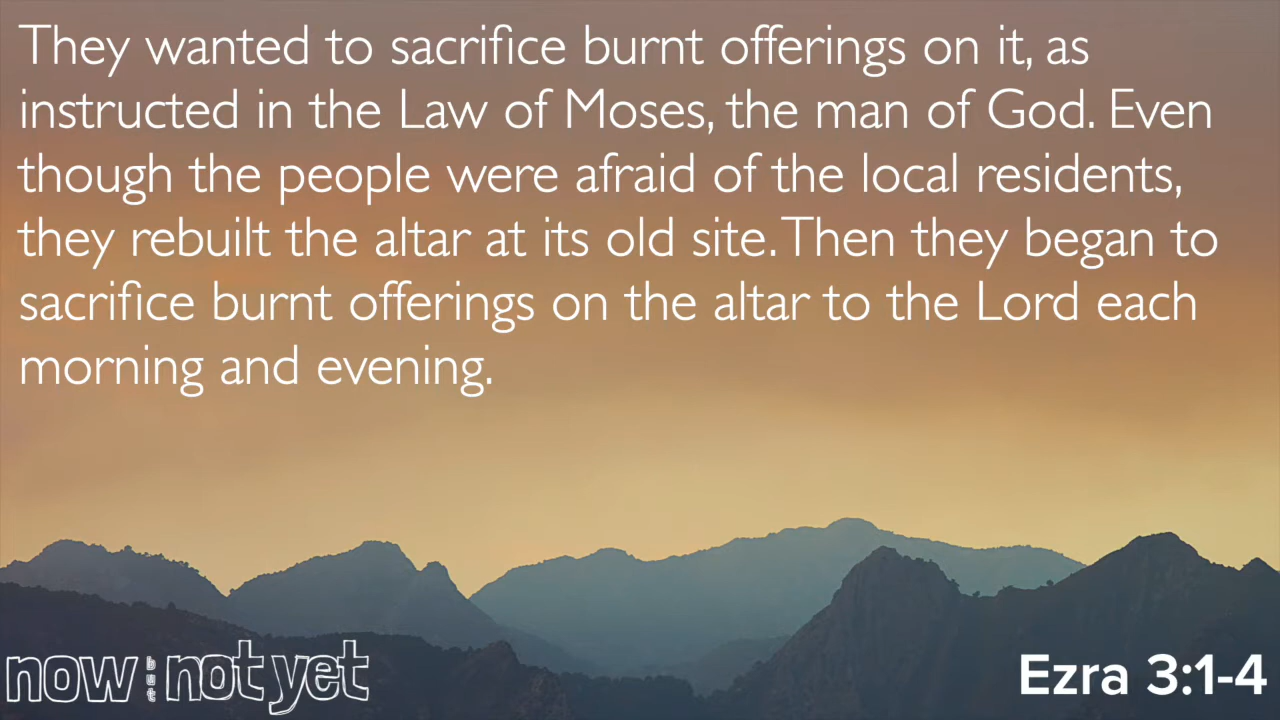 They wanted to sacrifice burnt offerings on it, as
instructed in the Law of Moses, the man of God. Even
though the people were afraid of the local residents,
they rebuilt the altar at its old site. Then they began to
sacrifice burnt offerings on the altar to the Lord each
morning and evening.
now but not yet
Ezra 3:1-4